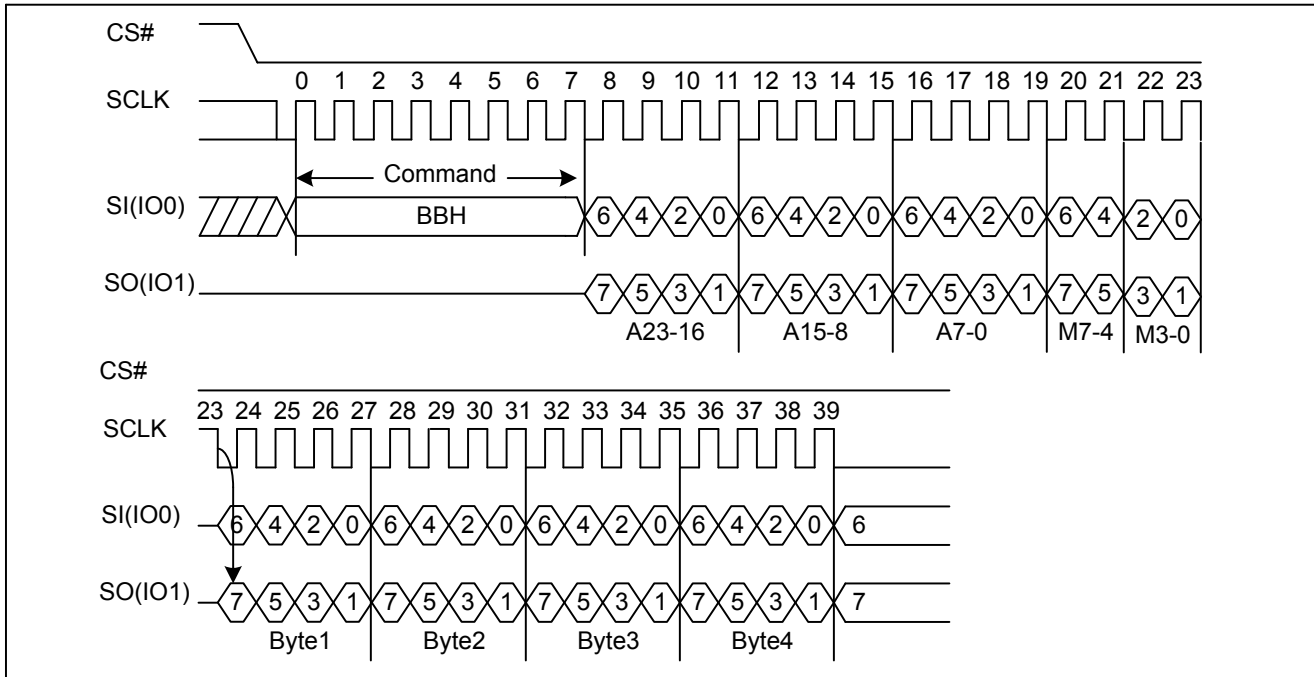 CS#
0 1 2 3 4 5 6 7 8 9 10 11 12 13 14 15 16 17 18 19 20 21 22 23
SCLK
Command
SI(IO0) BBH 6 4 2 0 6 4 2 0 6 4 2 0 6 4 2 0
SO(IO1) 7 5 3 1 7 5 3 1 7 5 3 1 7 5 3 1
A23-16 A15-8 A7-0 M7-4 M3-0
CS#
23 24 25 26 27 28 29 30 31 32 33 34 35 36 37 38 39
SCLK
SI(IO0) 6 4 2 0 6 4 2 0 6 4 2 0 6 4 2 0 6
SO(IO1) 7 5 3 1 7 5 3 1 7 5 3 1 7 5 3 1 7
Byte1 Byte2 Byte3 Byte4